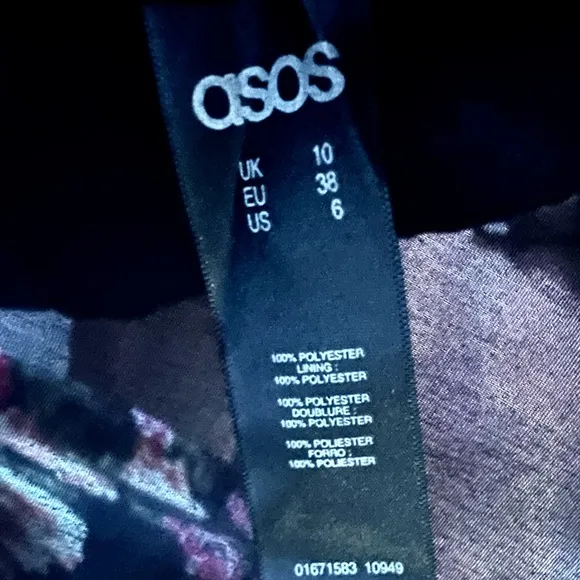 asos
UK 10
EU 38
US 6
100% POLYESTER
LINING :
100% POLYESTER
100% POLYESTER
DOUBLURE :
100% POLYESTER
100% POLIESTER
FORRO :
100% POLIESTER
01671583 10949